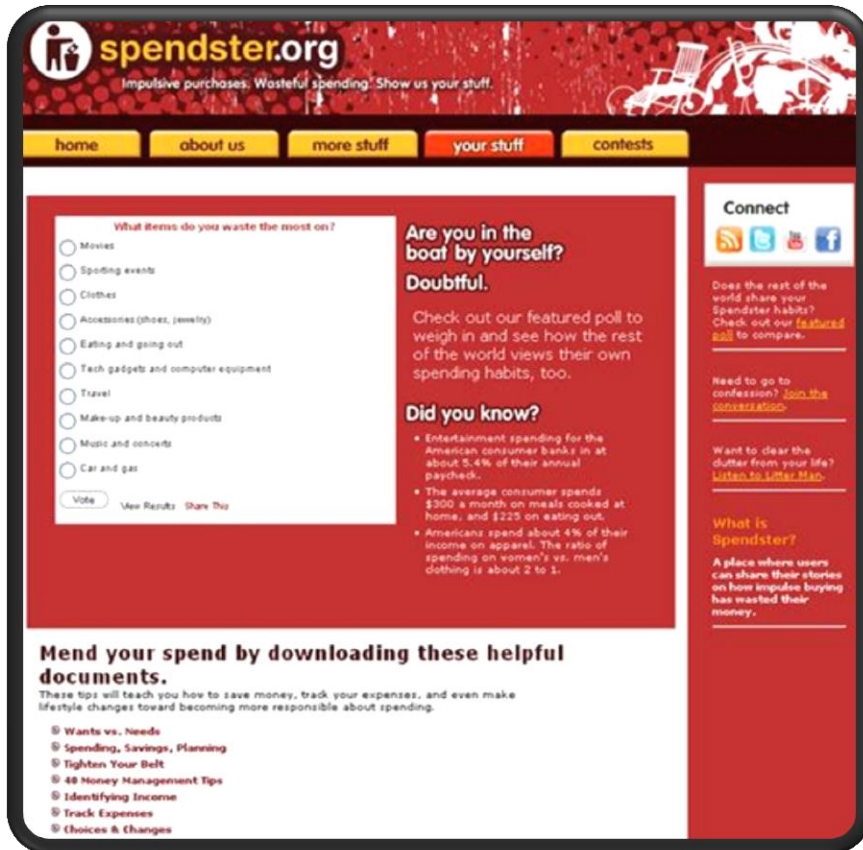 spendster.org
Impulsive purchases. Wasteful spending. Show us your stuff.
home
about us
more stuff
your stuff
contests
What items do you waste the most on?
Movies
Sporting events
Clothes
Accessories (shoes, jewelry)
Eating and going out
Tech gadgets and computer equipment
Travel
Make-up and beauty products
Music and concerts
Car and gas
Vote
View Results
Share This
Are you in the
boat by yourself?
Doubtful.
Check out our featured poll to
weigh in and see how the rest
of the world views their own
spending habits, too.
Did you know?
• Entertainment spending for the
American consumer banks in at
about 5.4% of their annual
paycheck.
• The average consumer spends
$300 a month on meals cooked at
home, and $225 on eating out.
• Americans spend about 4% of their
income on apparel. The ratio of
spending on women's vs. men's
clothing is about 2 to 1.
Connect
You
Does the rest of the
world share your
Spendster habits?
Check out our featured
poll to compare.
Need to go to
confession? Join the
conversation.
Want to clear the
clutter from your life?
Listen to Litter Man.
What is
Spendster?
A place where users
can share their stories
on how impulse buying
has wasted their
money.
Mend your spend by downloading these helpful
documents.
These tips will teach you how to save money, track your expenses, and even make
lifestyle changes toward becoming more responsible about spending.
Wants vs. Needs
Spending, Savings, Planning
Tighten Your Belt
40 Money Management Tips
Identifying Income
Track Expenses
Choices & Changes